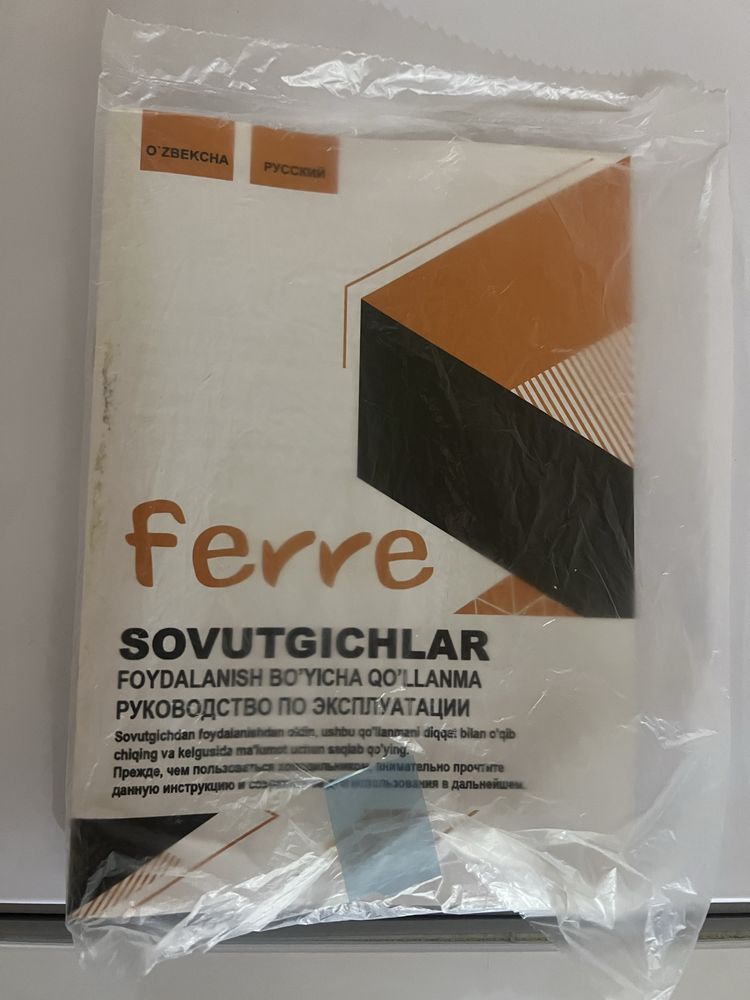 O`ZBEKCHA
РУССКИЙ
ferre
SOVUTGICHLAR
FOYDALANISH BO'YICHA QO'LLANMA
РУКОВОДСТВО ПО ЭКСПЛУАТАЦИИ
Sovutgichdan foydalanishdan oldin, ushbu qo'llanmani diqqat bilan o'qib
chiqing va kelgusida ma'lumot uchun saqlab qo'ying.
Прежде, чем пользоваться холодильником, внимательно прочтите
данную инструкцию и использования в дальнейшем.